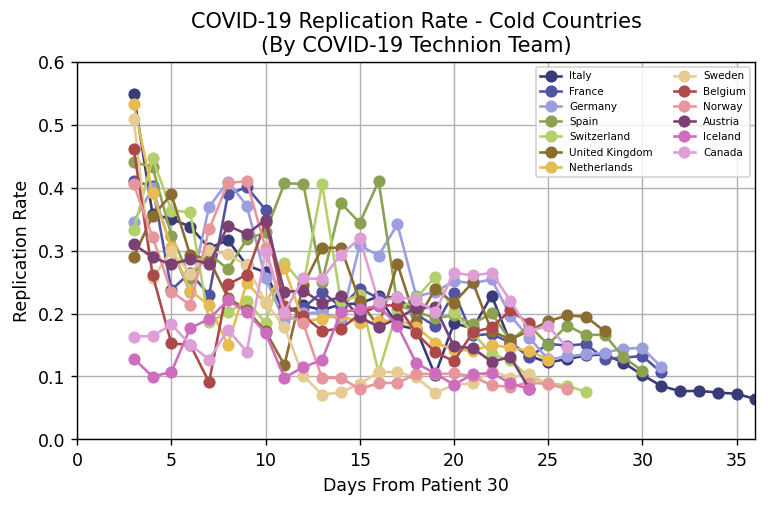 COVID-19 Replication Rate - Cold Countries
(By COVID-19 Technion Team)
Replication Rate
0.6
0.5
0.4
0.3
0.2
0.1
0.0
Italy
France
Germany
Spain
Switzerland
United Kingdom
Netherlands
Sweden
Belgium
Norway
Austria
Iceland
Canada
0 5 10 15 20 25 30 35
Days From Patient 30